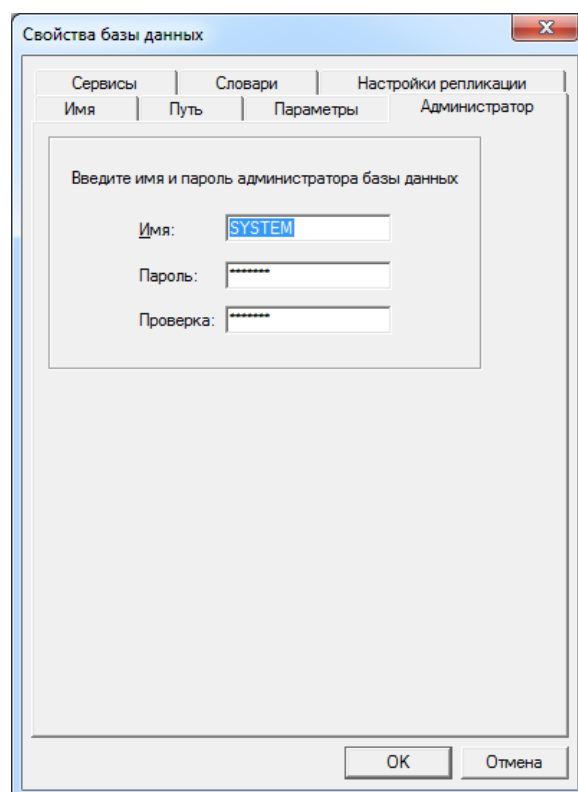 Свойства базы данных
Сервисы Словари Настройки репликации
Имя Путь Параметры Администратор
Введите имя и пароль администратора базы данных
Имя: SYSTEM
Пароль: *******
Проверка: *******
OK Отмена